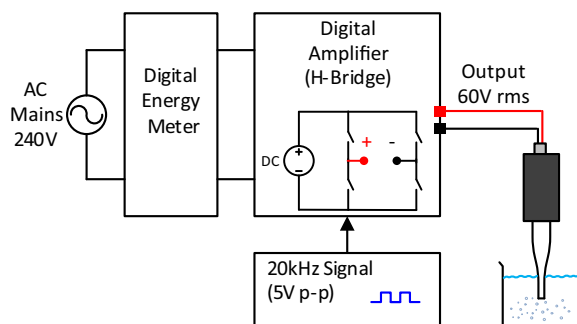 AC
Mains
240V
Digital
Energy
Meter
Digital
Amplifier
(H-Bridge)
DC
+
-
+
-
Output
60V rms
20kHz Signal
(5V p-p)